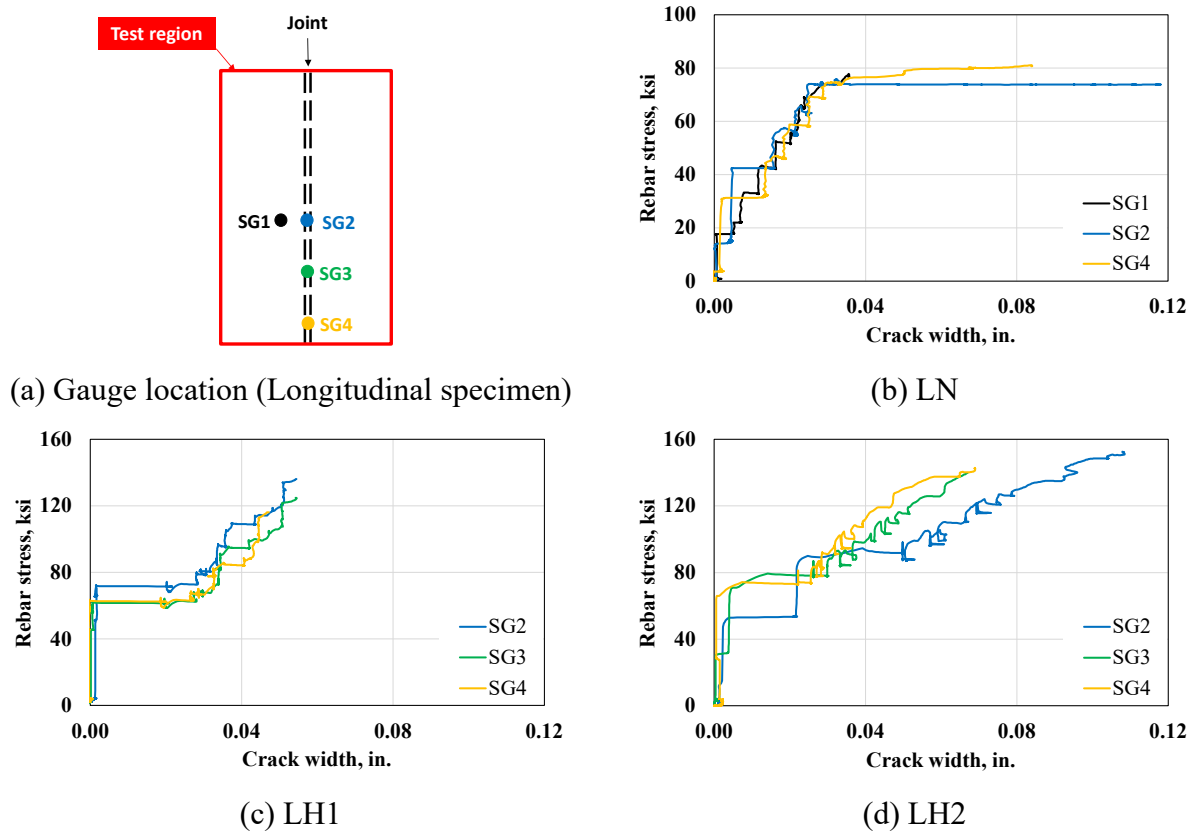 Test region
Joint
SG1
SG2
SG3
SG4
(a) Gauge location (Longitudinal specimen)
Rebar stress, ksi
100
80
60
40
20
0
0.00 0.04 0.08 0.12
Crack width, in.
SG1
SG2
SG4
(b) LN
Rebar stress, ksi
160
120
80
40
0
0.00 0.04 0.08 0.12
Crack width, in.
SG2
SG3
SG4
(c) LH1
Rebar stress, ksi
160
120
80
40
0
0.00 0.04 0.08 0.12
Crack width, in.
SG2
SG3
SG4
(d) LH2